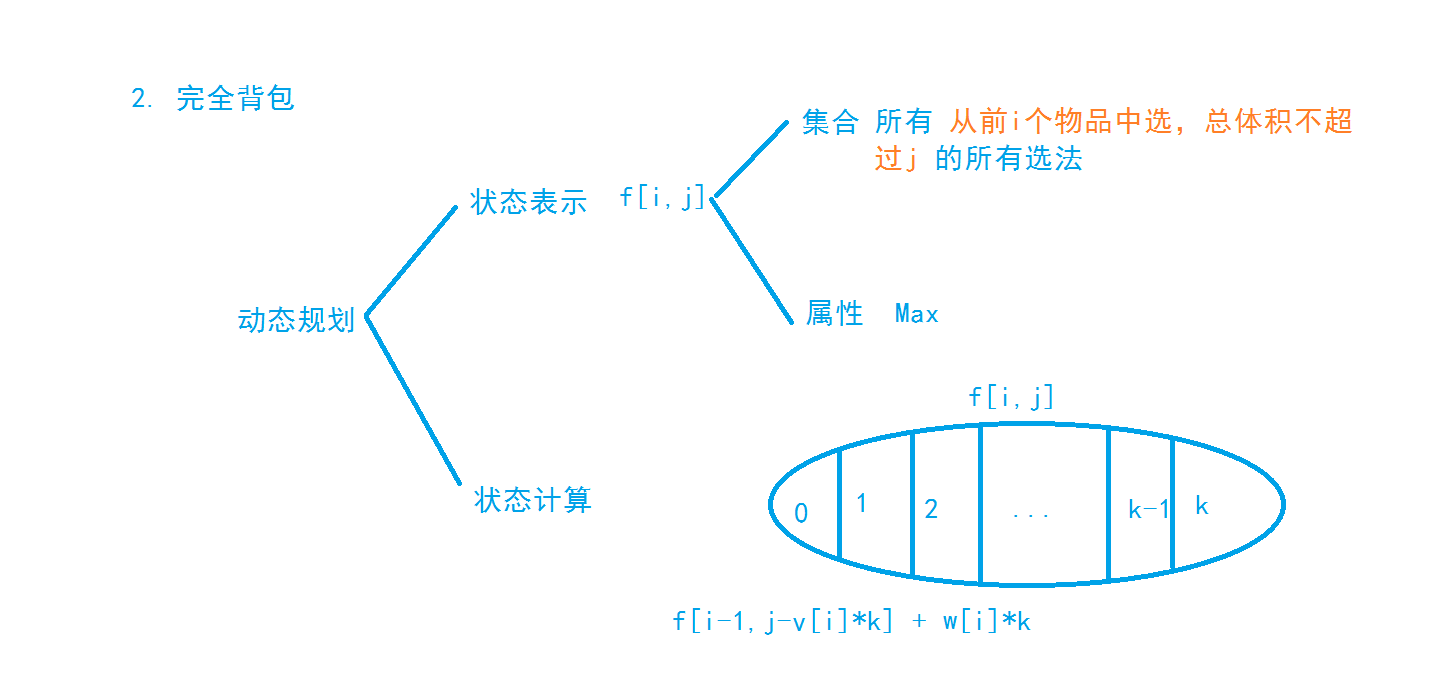 2. 完全背包
集合 所有 从前i个物品中选，总体积不超
过j 的所有选法
状态表示 f[i,j]
动态规划
属性 Max
状态计算
f[i,j]
0 1 2 ... k-1 k
f[i-1,j-v[i]*k] + w[i]*k